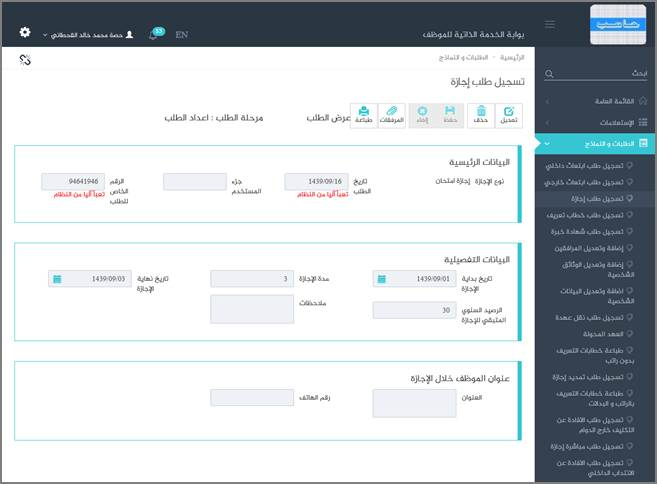 بوابة الخدمة الذاتية للموظف
EN
53
حصة محمد خالد القحطاني
ابحث
القائمة العامة
الإستعلامات
الطلبات و النماذج
تسجيل طلب ابتعاث داخلي
تسجيل طلب ابتعاث خارجي
تسجيل طلب إجازة
تسجيل طلب خطاب تعريف
تسجيل طلب شهادة خبرة
إضافة وتعديل المرافقين
إضافة وتعديل الوثائق
الشخصية
اضافة وتعديل البيانات
الشخصية
تسجيل طلب نقل عهدة
العهد المحولة
طباعة خطابات التعريف
بدون راتب
تسجيل طلب تمديد إجازة
طباعة خطابات التعريف
بالراتب و البدلات
تسجيل طلب الافادة عن
التكليف خارج الدوام
تسجيل طلب مباشرة إجازة
تسجيل طلب الافادة عن
الانتداب الداخلي
الرئيسية - الطلبات و النماذج
تسجيل طلب إجازة
تعديل
حذف
حفظ
إلغاء
المرفقات
طباعة
عرض الطلب
مرحلة الطلب : اعداد الطلب
البيانات الرئيسية
نوع الإجازة إجازة امتحان
تاريخ الطلب 1439/09/16
تعبأ آليا من النظام
جزء المستخدم
الرقم الخاص للطلب 94641946
تعبأ آليا من النظام
البيانات التفصيلية
تاريخ بداية الإجازة 1439/09/01
مدة الإجازة 3
تاريخ نهاية الإجازة 1439/09/03
الرصيد السنوي المتبقي للإجازة 30
ملاحظات
عنوان الموظف خلال الإجازة
العنوان
رقم الهاتف